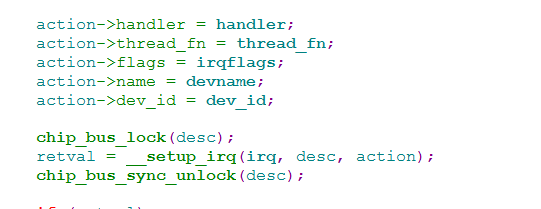 action->handler = handler;
action->thread_fn = thread_fn;
action->flags = irqflags;
action->name = devname;
action->dev_id = dev_id;
chip_bus_lock(desc);
retval = __setup_irq(irq, desc, action);
chip_bus_sync_unlock(desc);